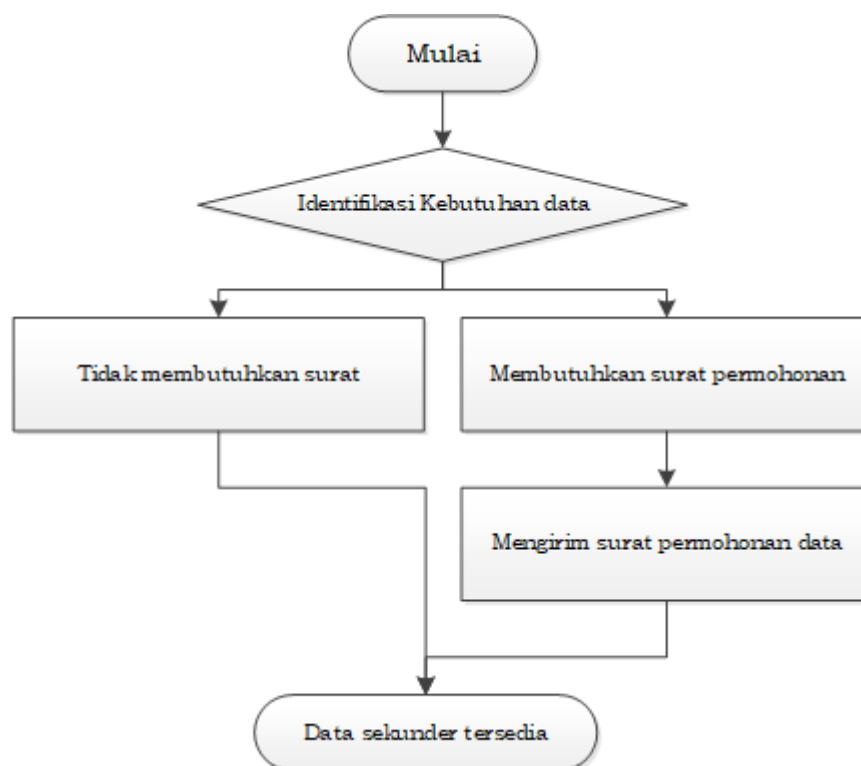 Mulai
Identifikasi Kebutuhan data
Tidak membutuhkan surat
Membutuhkan surat permohonan
Mengirim surat permohonan data
Data sekunder tersedia